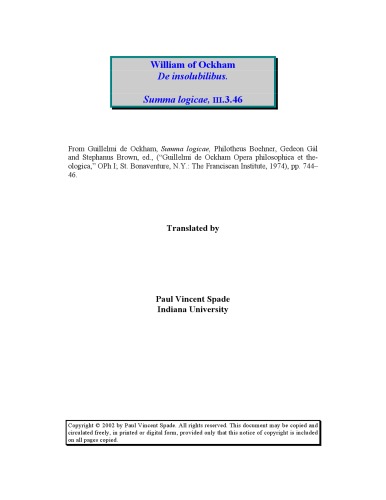 William of Ockham
De insolubilibus.
Summa logicae, III.3.46
From Guillelmi de Ockham, Summa logicae, Philotheus Boehner, Gedeon Gál
and Stephanus Brown, ed., (“Guillelmi de Ockham Opera philosophica et the-
ologica,” OPh I; St. Bonaventure, N.Y.: The Franciscan Institute, 1974), pp. 744–
46.
Translated by
Paul Vincent Spade
Indiana University
Copyright © 2002 by Paul Vincent Spade. All rights reserved. This document may be copied and
circulated freely, in printed or digital form, provided only that this notice of copyright is included
on all pages copied.